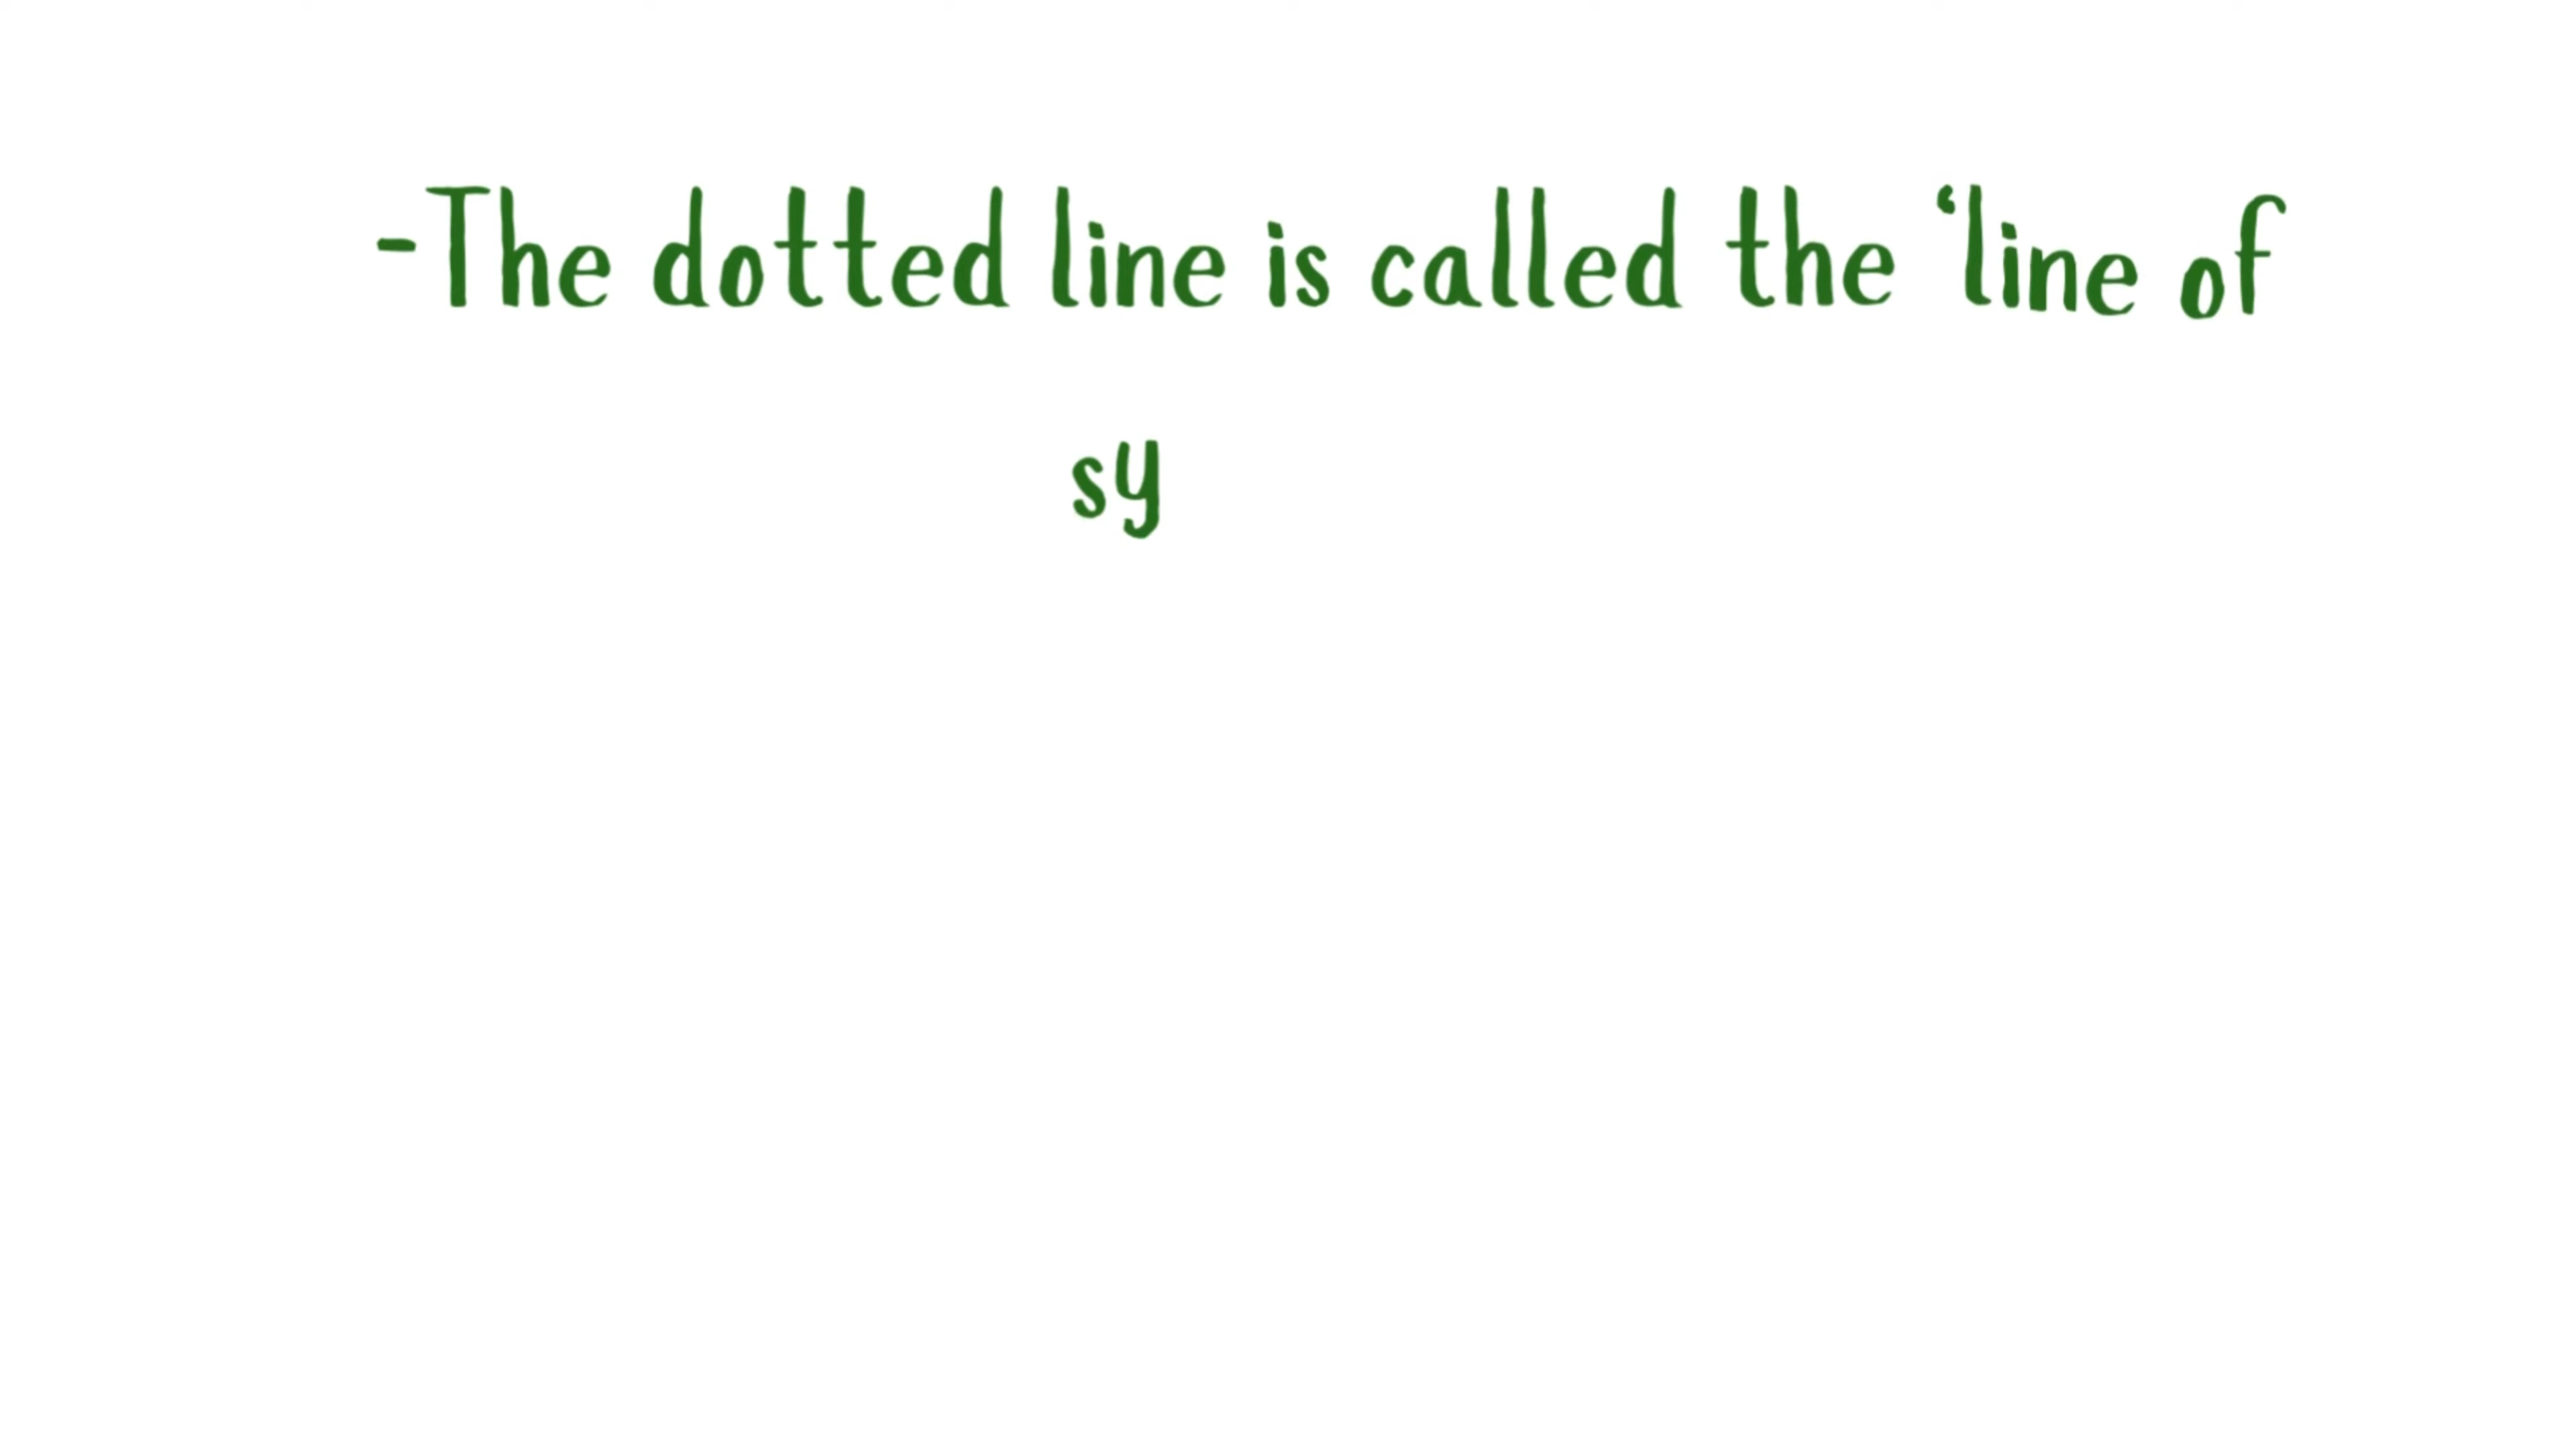 -The dotted line is called the ‘line of
sy